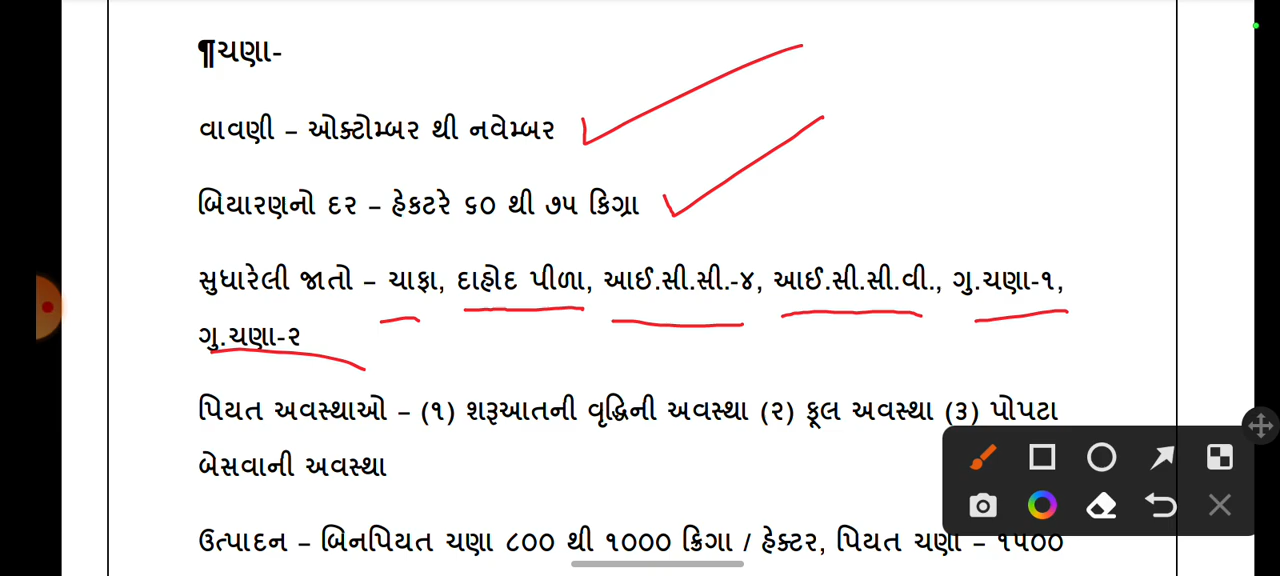 ¶ચણા-
વાવણી – ઓક્ટોમ્બર થી નવેમ્બર
બિયારણનો દર – હેક્ટરે ૬૦ થી ૭૫ કિગ્રા
સુધારેલી જાતો – ચાફા, દાહોદ પીળા, આઈ.સી.સી.-૪, આઈ.સી.સી.વી., ગુ.ચણા-૧,
ગુ.ચણા-૨
પિયત અવસ્થાઓ – (૧) શરૂઆતની વૃદ્ધિની અવસ્થા (૨) ફૂલ અવસ્થા (૩) પોપટા
બેસવાની અવસ્થા
ઉત્પાદન – બિનપિયત ચણા ૮૦૦ થી ૧૦૦૦ ક્રિગા / હેક્ટર, પિયત ચણા – ૧૫૦૦